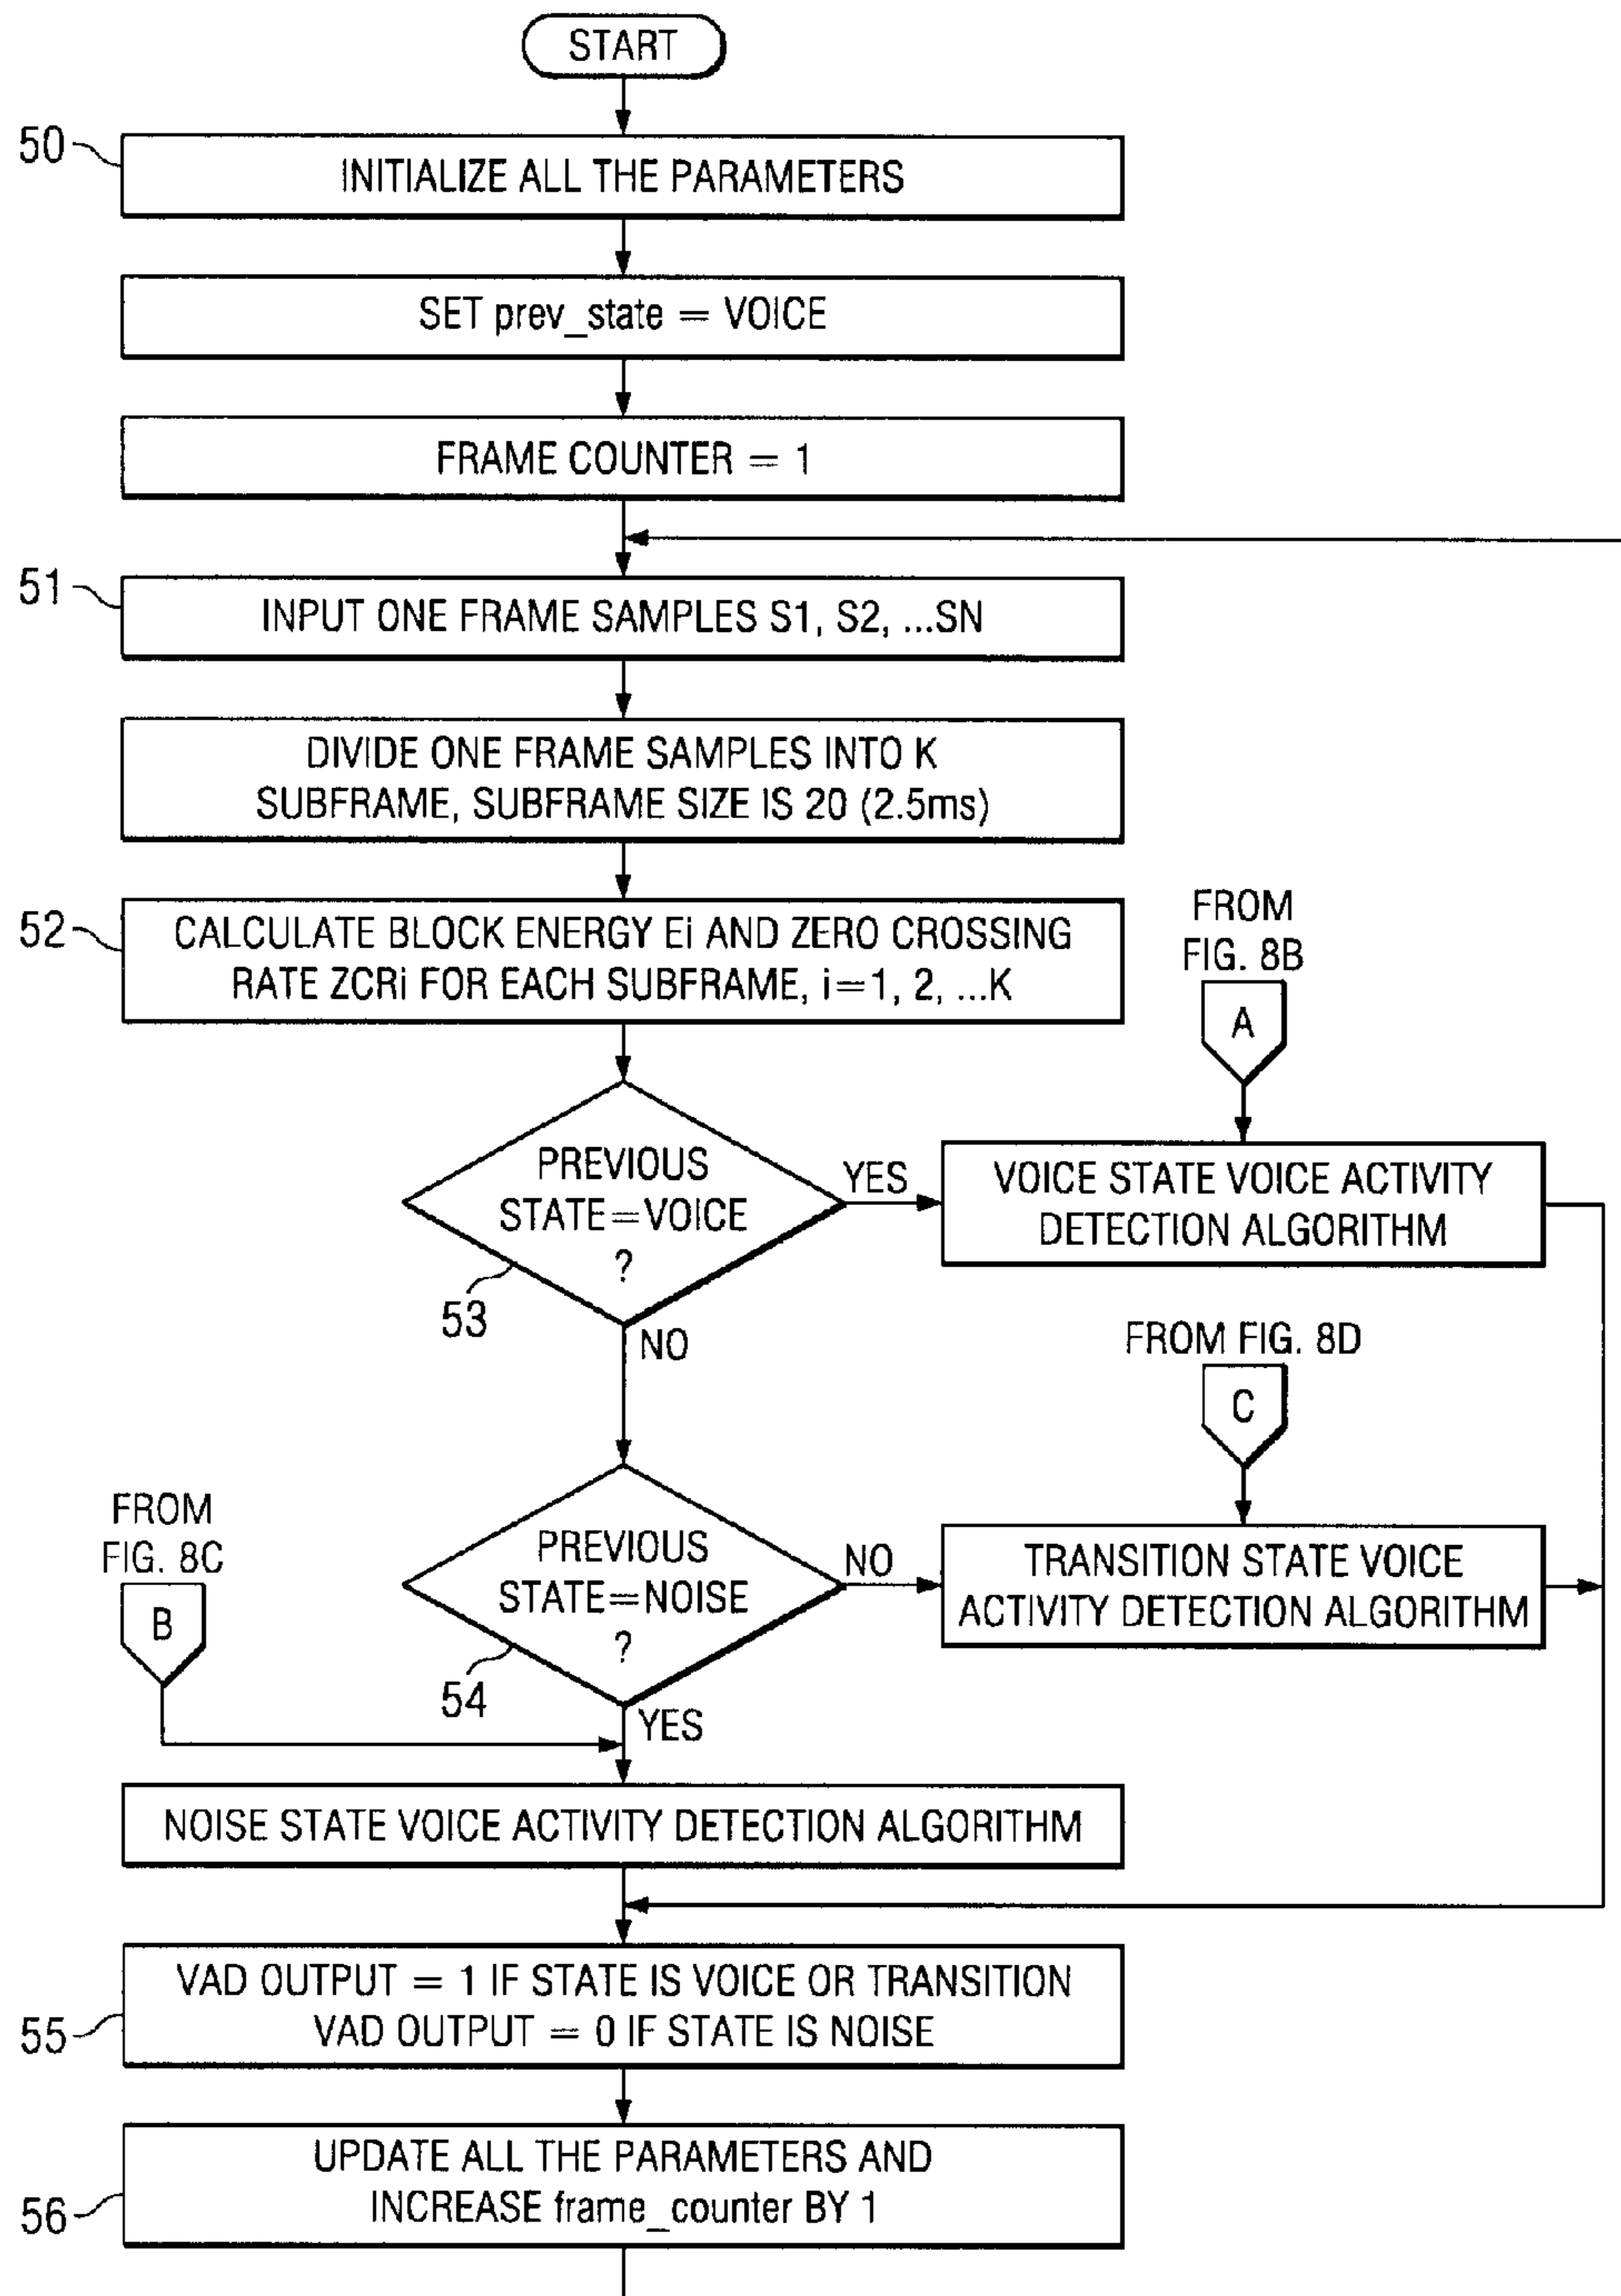 START
50
INITIALIZE ALL THE PARAMETERS
SET prev_state = VOICE
FRAME COUNTER = 1
51
INPUT ONE FRAME SAMPLES S1, S2, ...SN
DIVIDE ONE FRAME SAMPLES INTO K
SUBFRAME, SUBFRAME SIZE IS 20 (2.5ms)
52
CALCULATE BLOCK ENERGY Ei AND ZERO CROSSING
RATE ZCRi FOR EACH SUBFRAME, i=1, 2, ...K
FROM
FIG. 8B
A
PREVIOUS
STATE=VOICE
?
53
YES
VOICE STATE VOICE ACTIVITY
DETECTION ALGORITHM
NO
FROM FIG. 8D
C
FROM
FIG. 8C
B
PREVIOUS
STATE=NOISE
?
54
NO
TRANSITION STATE VOICE
ACTIVITY DETECTION ALGORITHM
YES
NOISE STATE VOICE ACTIVITY DETECTION ALGORITHM
55
VAD OUTPUT = 1 IF STATE IS VOICE OR TRANSITION
VAD OUTPUT = 0 IF STATE IS NOISE
56
UPDATE ALL THE PARAMETERS AND
INCREASE frame_counter BY 1